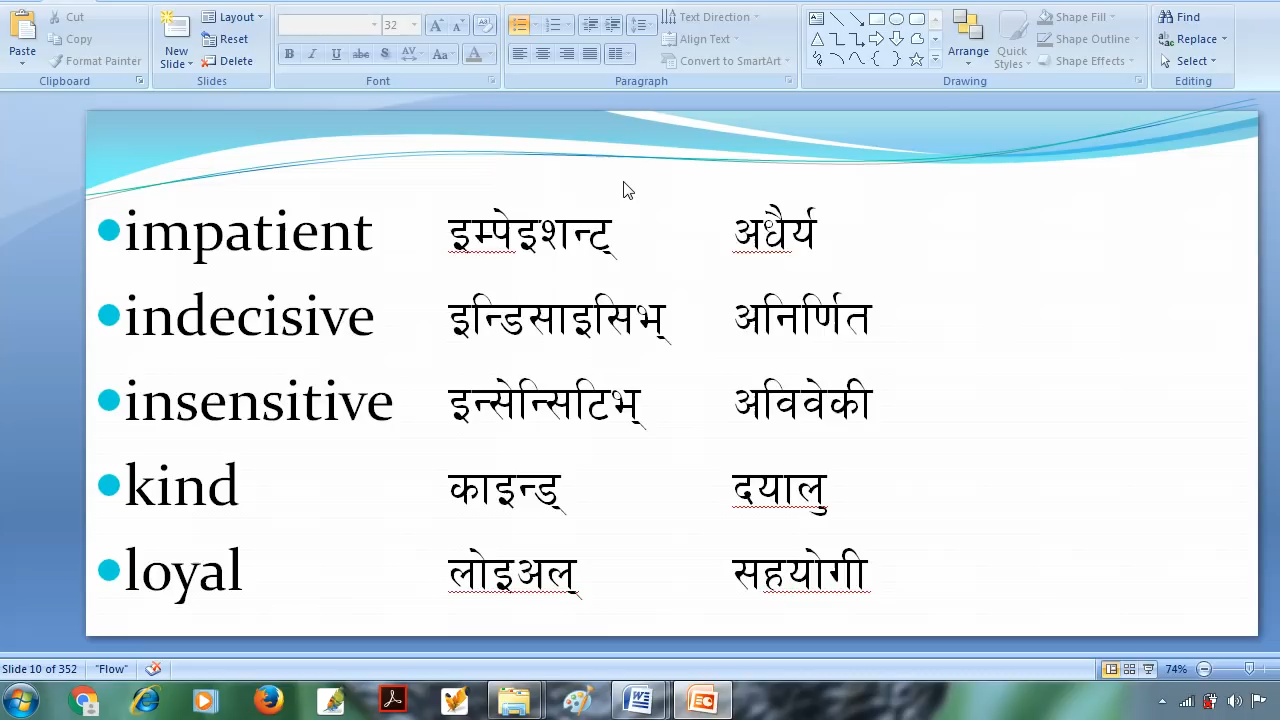 Cut Layout 32 Text Direction Shape Fill Find
Copy Reset Align Text Shape Outline Replace
Paste Format Painter New Slide Delete B I U abc S AV Aa A Convert to SmartArt Arrange Quick Styles Shape Effects Select
Clipboard Slides Font Paragraph Drawing Editing
impatient इम्पेइशन्ट् अधैर्य
indecisive इन्डिसाइसिभ् अनिर्णित
insensitive इन्सेन्सिटिभ् अविवेकी
kind काइन्ड् दयालु
loyal लोइअल् सहयोगी
Slide 10 of 352 "Flow" 74%